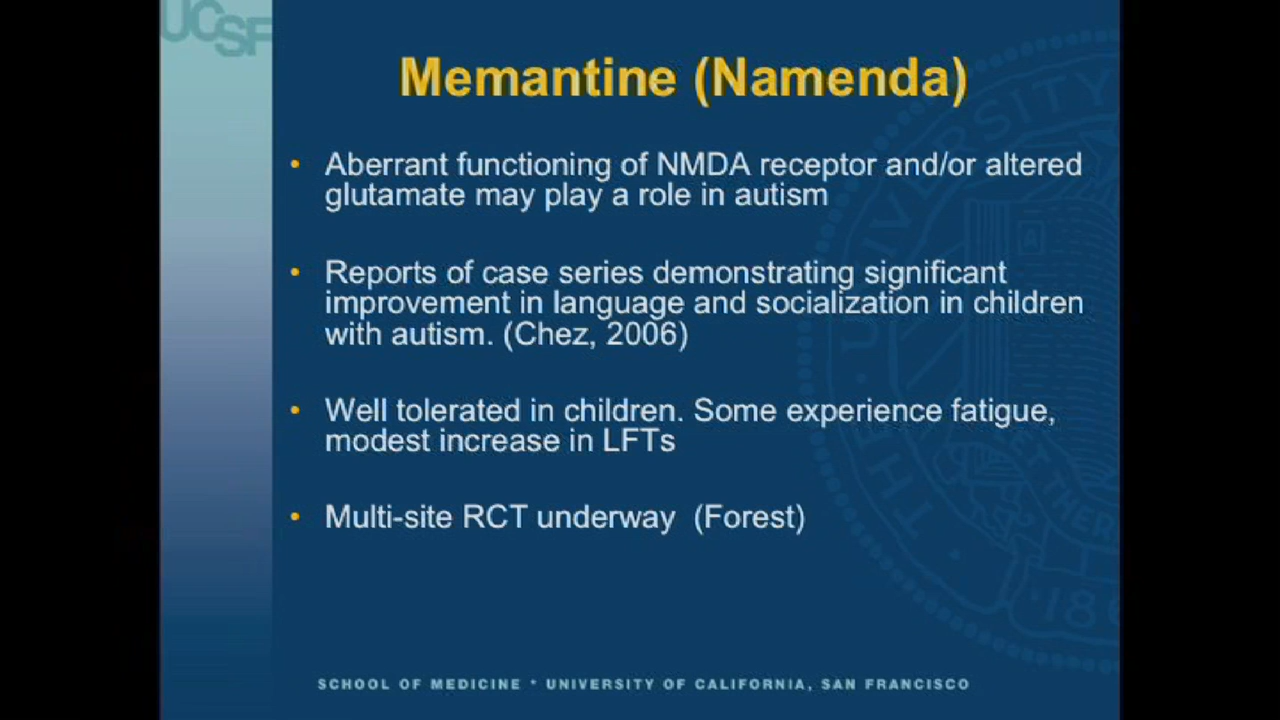 UCSF
Memantine (Namenda)
• Aberrant functioning of NMDA receptor and/or altered
glutamate may play a role in autism
• Reports of case series demonstrating significant
improvement in language and socialization in children
with autism. (Chez, 2006)
• Well tolerated in children. Some experience fatigue,
modest increase in LFTs
• Multi-site RCT underway (Forest)
SCHOOL OF MEDICINE * UNIVERSITY OF CALIFORNIA, SAN FRANCISCO